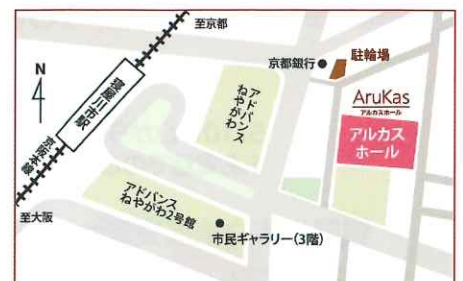 至京都
京都銀行
駐輪場
N
寝屋川市駅
アドバンス
ねやがわ
AruKas
アルカスホール
アルカス
ホール
京阪本線
アドバンス
ねやがわ2号館
至大阪
市民ギャラリー(3階)